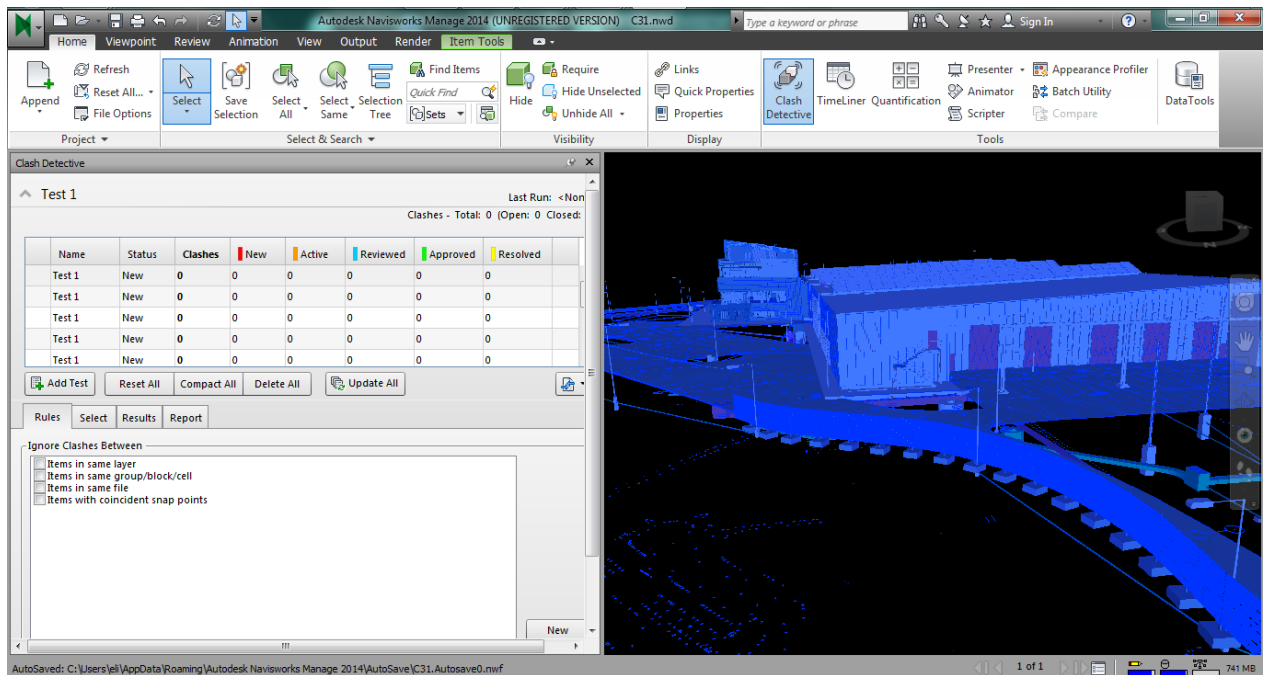 Autodesk Navisworks Manage 2014 (UNREGISTERED VERSION) C31.nwd Type a keyword or phrase Sign In
Home Viewpoint Review Animation View Output Render Item Tools
Append
Refresh
Reset All...
File Options
Select
Save Selection
Select All
Select Same
Selection Tree
Find Items
Quick Find
Sets
Hide
Require
Hide Unselected
Unhide All
Links
Quick Properties
Properties
Clash Detective
TimeLiner
Quantification
Presenter
Animator
Scripter
Appearance Profiler
Batch Utility
Compare
DataTools
Project Select & Search Visibility Display Tools
Clash Detective
Test 1
Last Run: <Non
Clashes - Total: 0 (Open: 0 Closed:
Name Status Clashes New Active Reviewed Approved Resolved
Test 1 New 0 0 0 0 0 0
Test 1 New 0 0 0 0 0 0
Test 1 New 0 0 0 0 0 0
Test 1 New 0 0 0 0 0 0
Test 1 New 0 0 0 0 0 0
Add Test Reset All Compact All Delete All Update All
Rules Select Results Report
Ignore Clashes Between
Items in same layer
Items in same group/block/cell
Items in same file
Items with coincident snap points
New
AutoSaved: C:\Users\eli\AppData\Roaming\Autodesk Navisworks Manage 2014\AutoSave\C31.Autosave0.nwf 1 of 1 741 MB